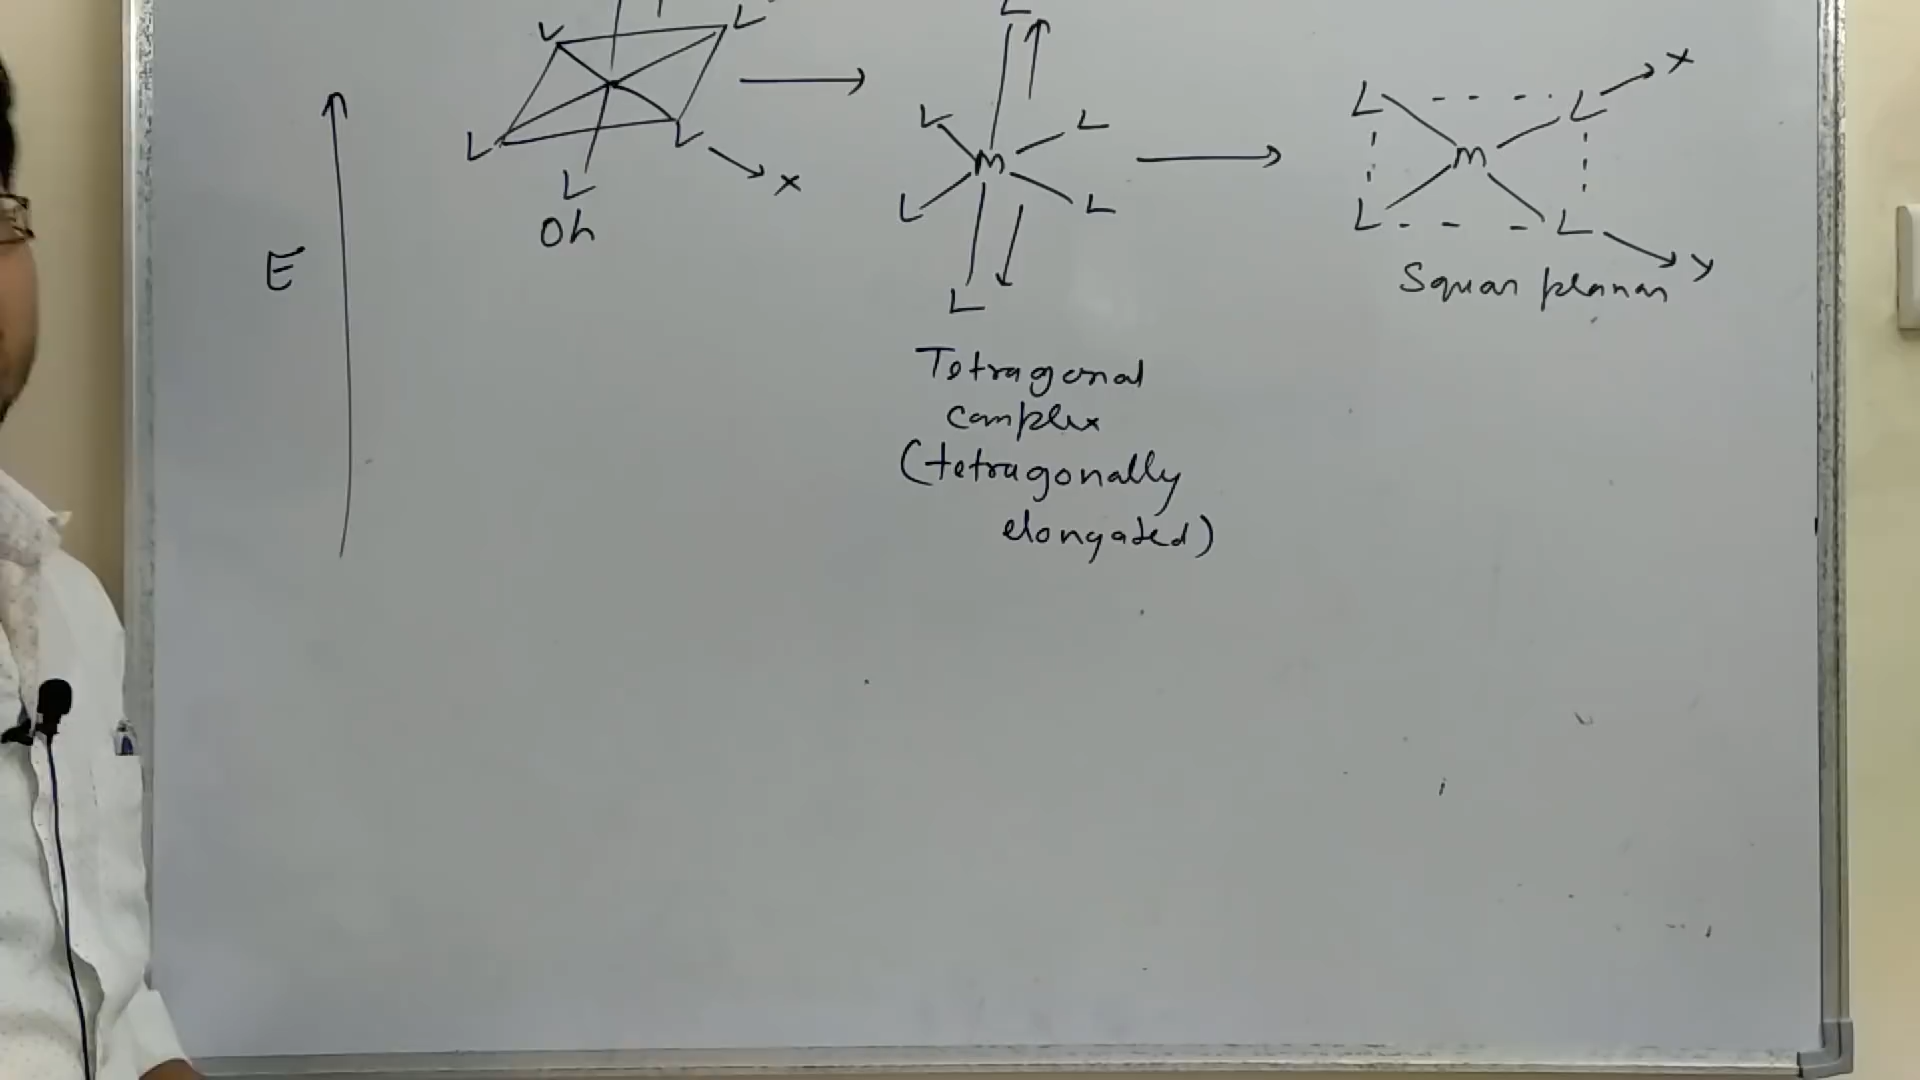 L L L
L L
L → x
L
Oh
E
L
L L
M
L L
L
Tetragonal
complex
(tetragonally
elongated)
L L → x
M
L L → y
Squar planar